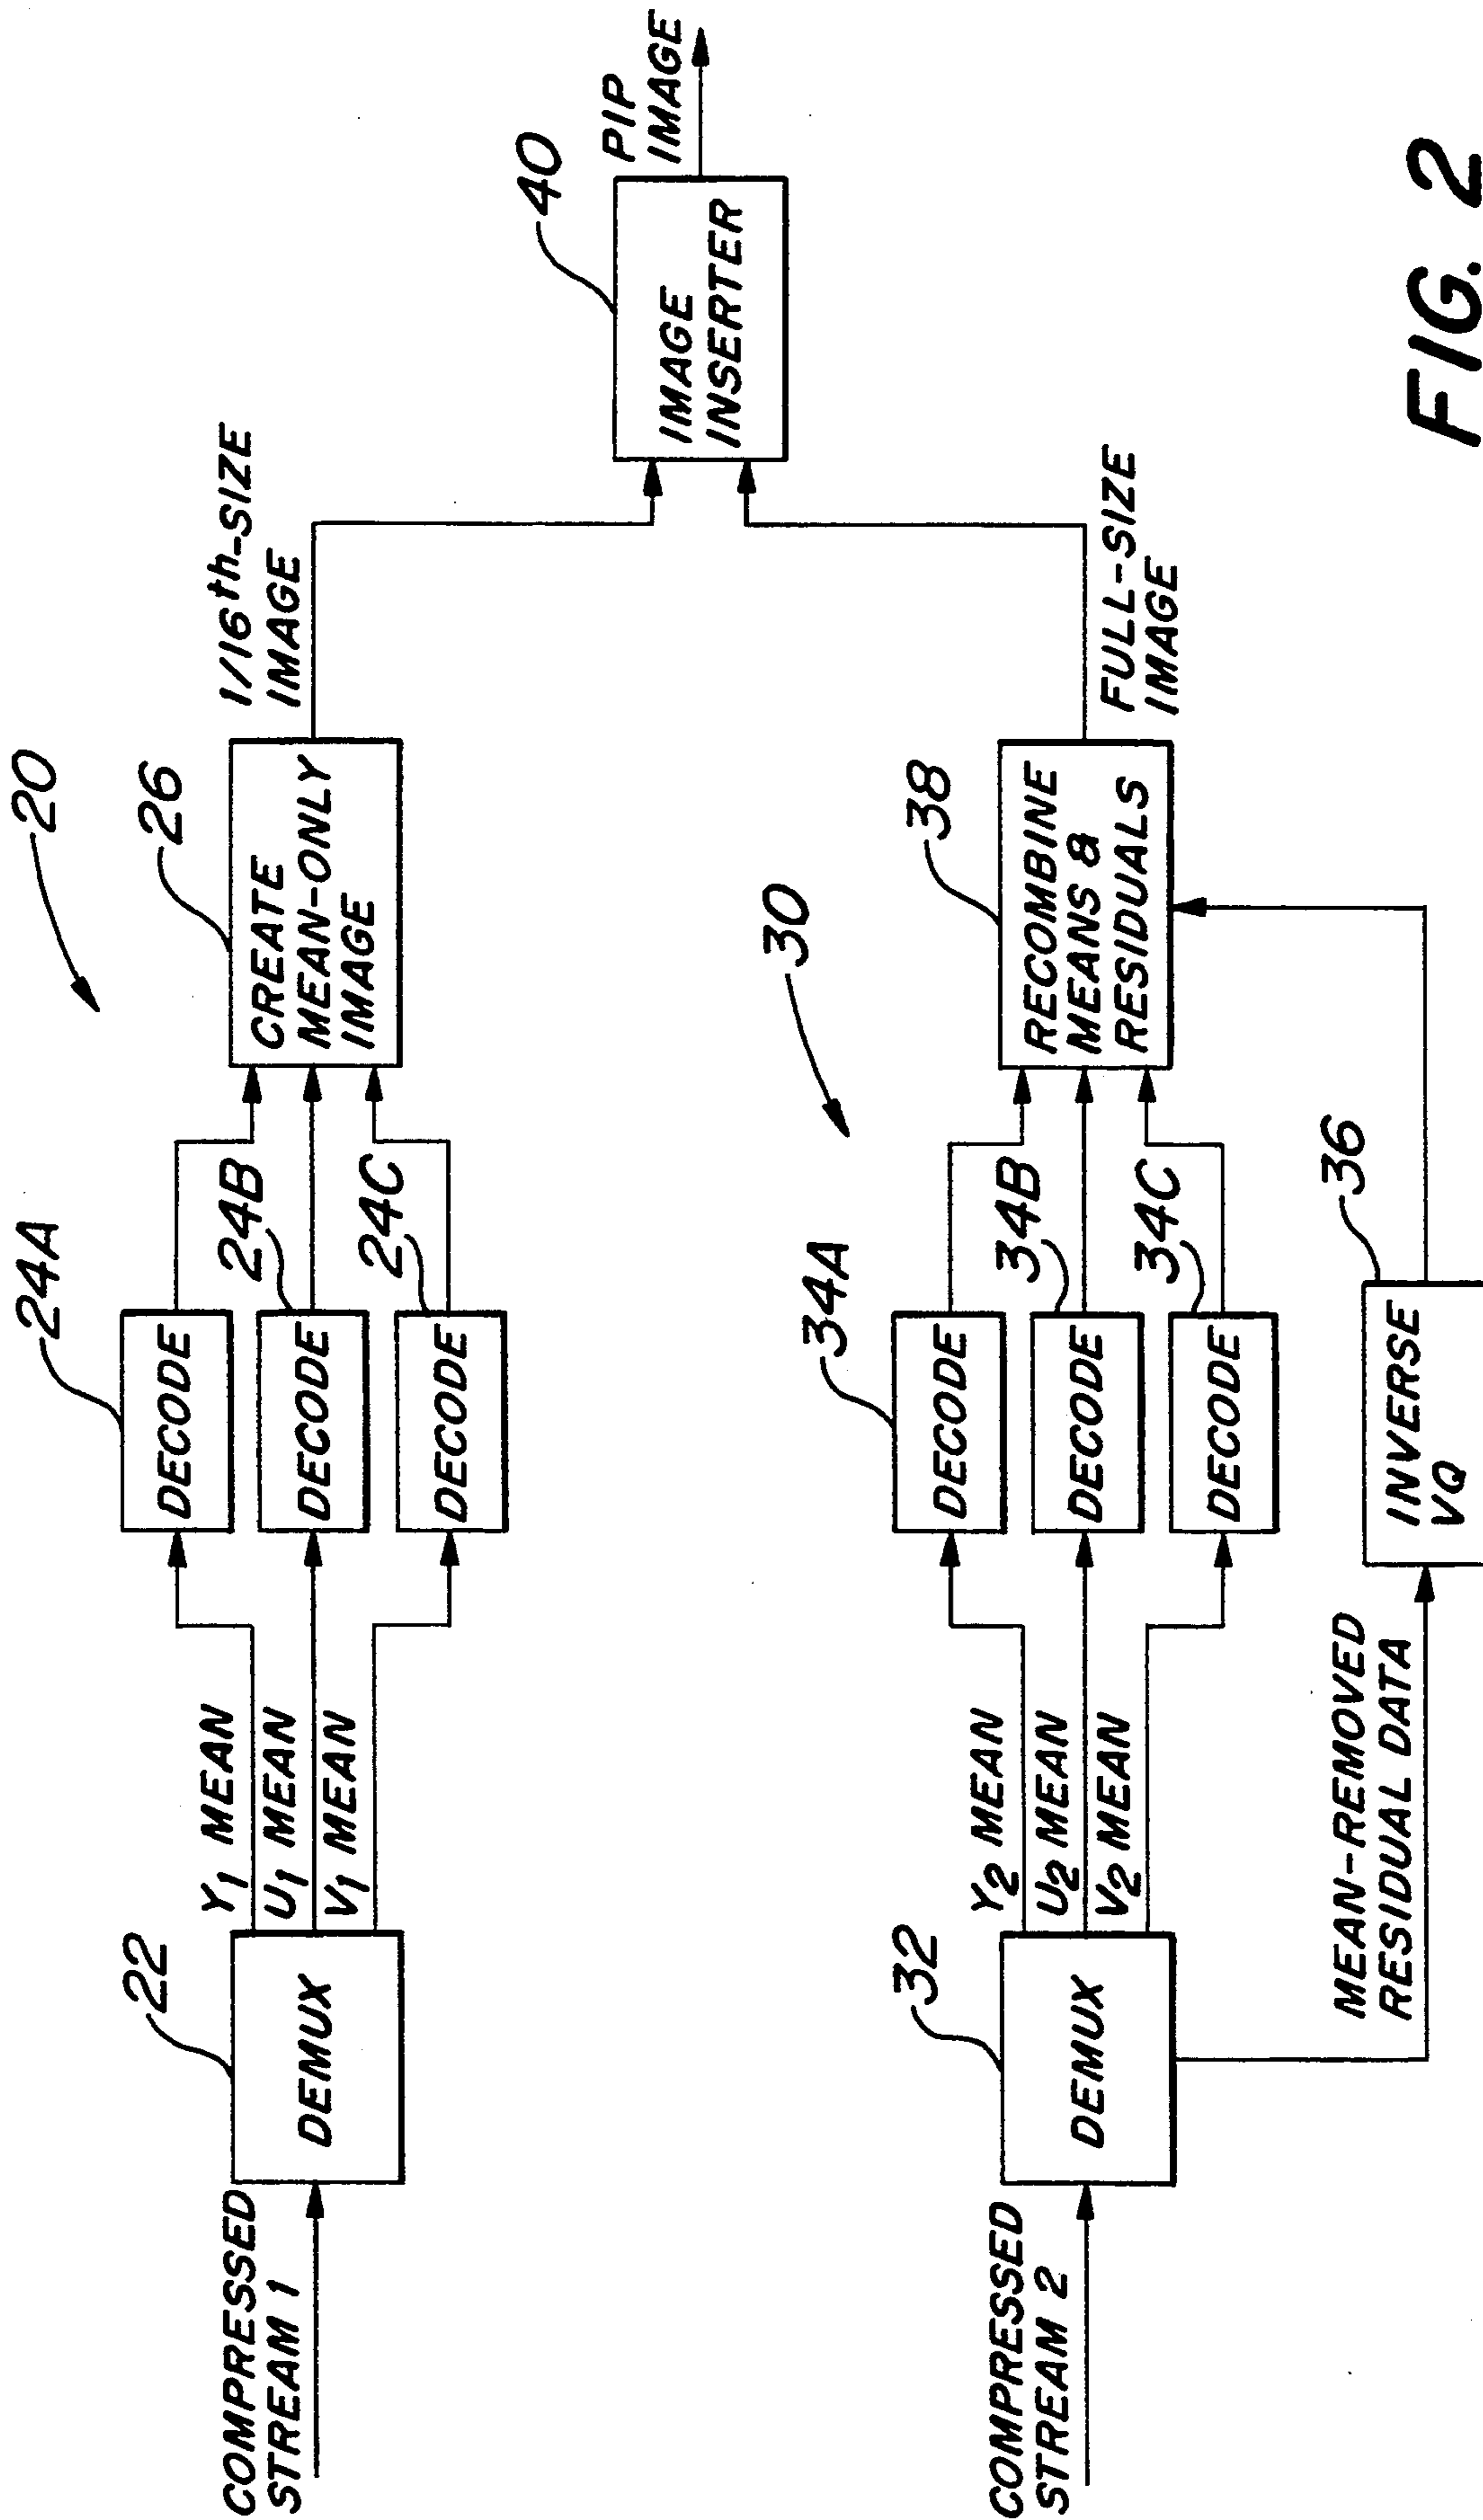 20
COMPRESSED
STREAM 1
22
DEMUX
Y1 MEAN
U1 MEAN
V1 MEAN
24A
DECODE
24B
DECODE
24C
DECODE
26
CREATE
MEAN-ONLY
IMAGE
1/16th-SIZE
IMAGE
40
IMAGE
INSERTER
PIP
IMAGE
30
COMPRESSED
STREAM 2
32
DEMUX
Y2 MEAN
U2 MEAN
V2 MEAN
34A
DECODE
34B
DECODE
34C
DECODE
MEAN-REMOVED
RESIDUAL DATA
36
INVERSE
VQ
38
RECOMBINE
MEANS &
RESIDUALS
FULL-SIZE
IMAGE
FIG. 2